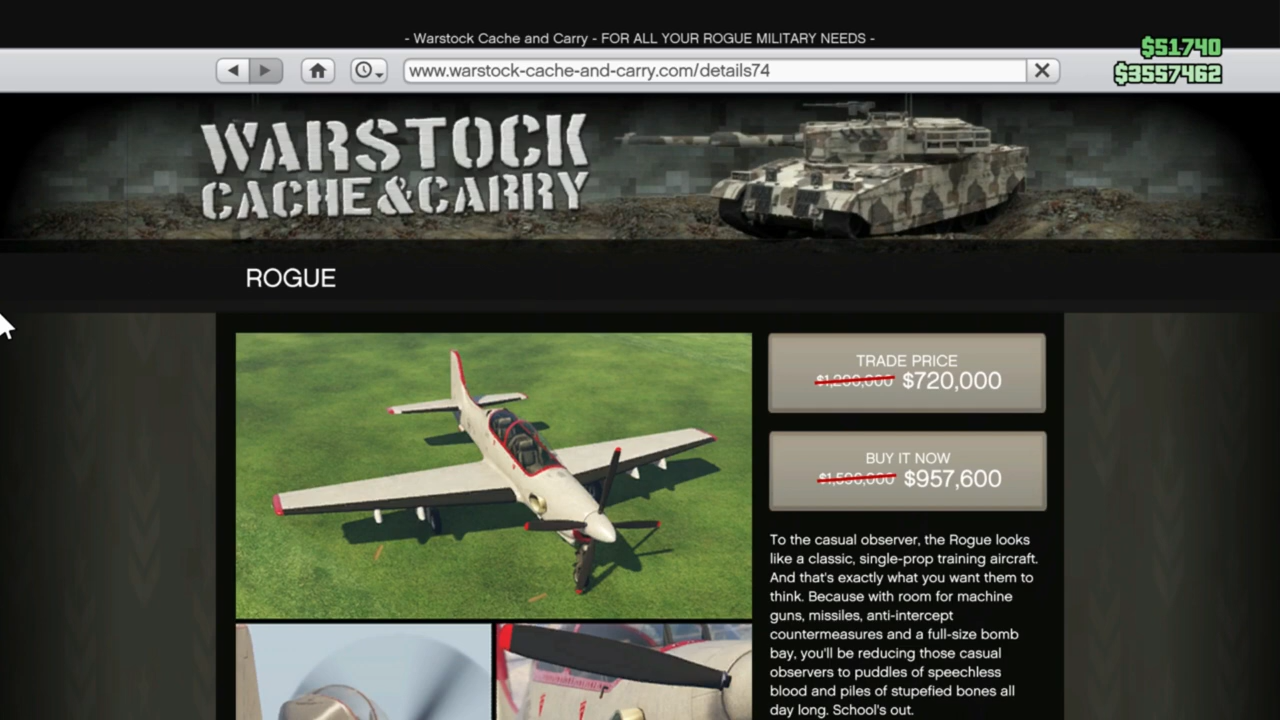 - Warstock Cache and Carry - FOR ALL YOUR ROGUE MILITARY NEEDS -
$51740
www.warstock-cache-and-carry.com/details74
$3557462
WARSTOCK
CACHE&CARRY
ROGUE
TRADE PRICE
$720,000
BUY IT NOW
$957,600
To the casual observer, the Rogue looks
like a classic, single-prop training aircraft.
And that's exactly what you want them to
think. Because with room for machine
guns, missiles, anti-intercept
countermeasures and a full-size bomb
bay, you'll be reducing those casual
observers to puddles of speechless
blood and piles of stupefied bones all
day long. School's out.